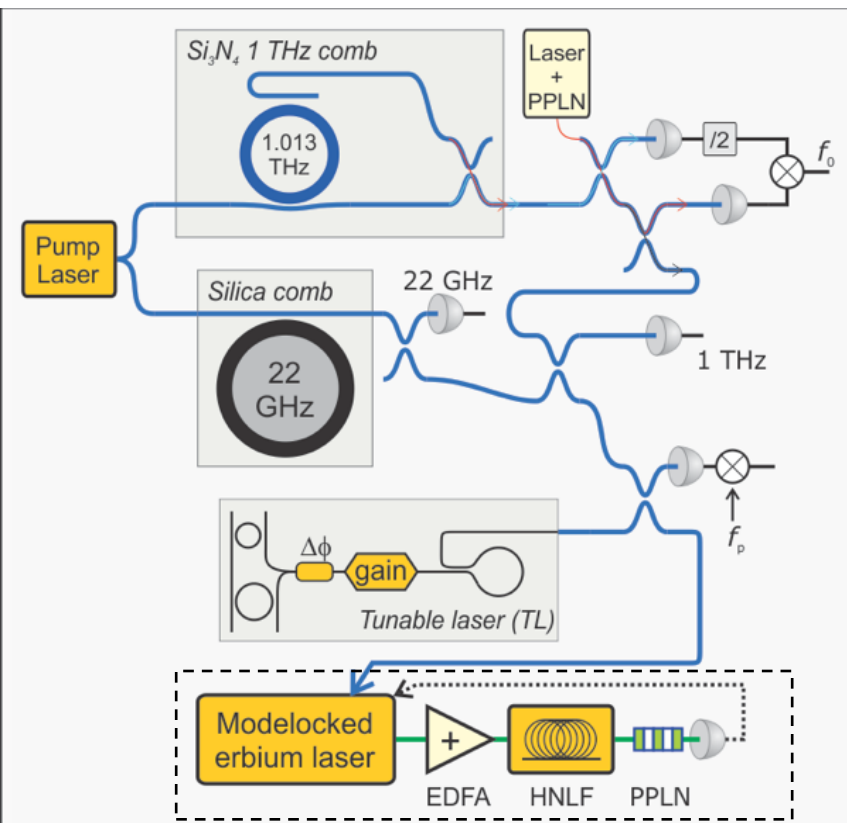 Si₃N₄ 1 THz comb
Laser
+
PPLN
1.013
THz
/2
f₀
Pump
Laser
Silica comb
22 GHz
22
GHz
1 THz
fₚ
Δϕ
gain
Tunable laser (TL)
Modelocked
erbium laser
+
EDFA
HNLF
PPLN